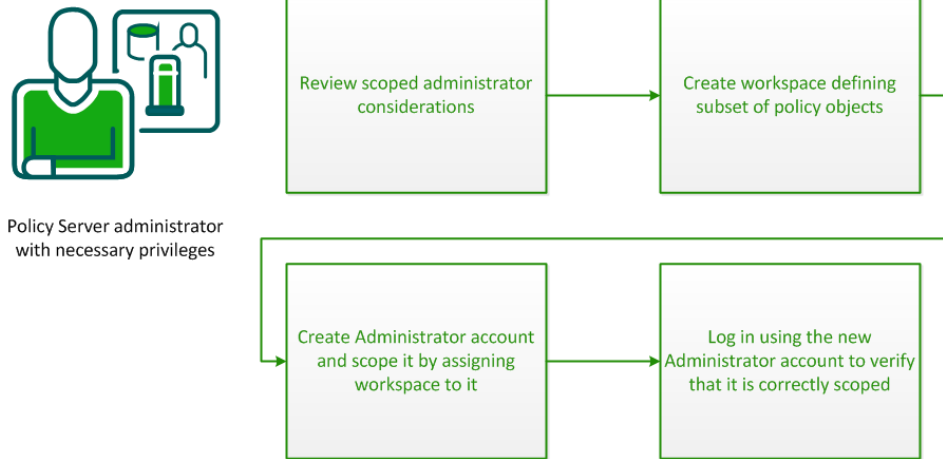 Review scoped administrator
considerations
Create workspace defining
subset of policy objects
Policy Server administrator
with necessary privileges
Create Administrator account
and scope it by assigning
workspace to it
Log in using the new
Administrator account to verify
that it is correctly scoped